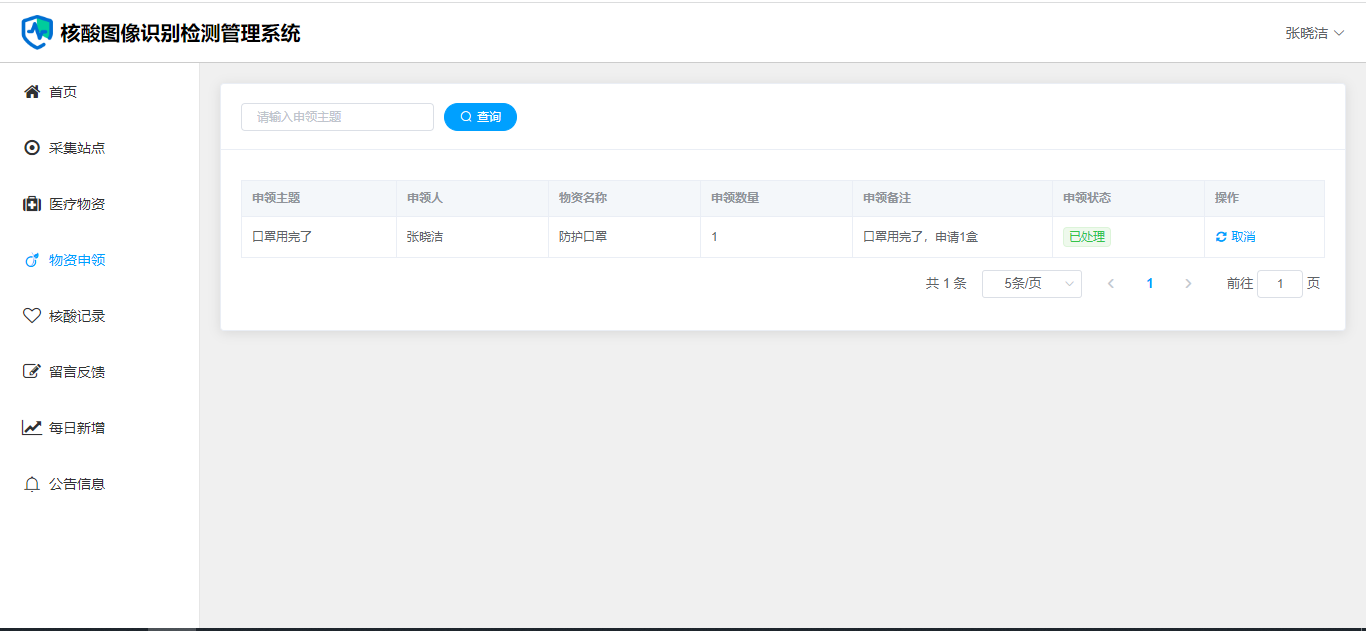 核酸图像识别检测管理系统
张晓洁
首页
采集站点
医疗物资
物资申领
核酸记录
留言反馈
每日新增
公告信息
请输入申领主题
查询
申领主题 申领人 物资名称 申领数量 申领备注 申领状态 操作
口罩用完了 张晓洁 防护口罩 1 口罩用完了，申请1盒 已处理 取消
共 1 条 5条/页 1 前往 1 页